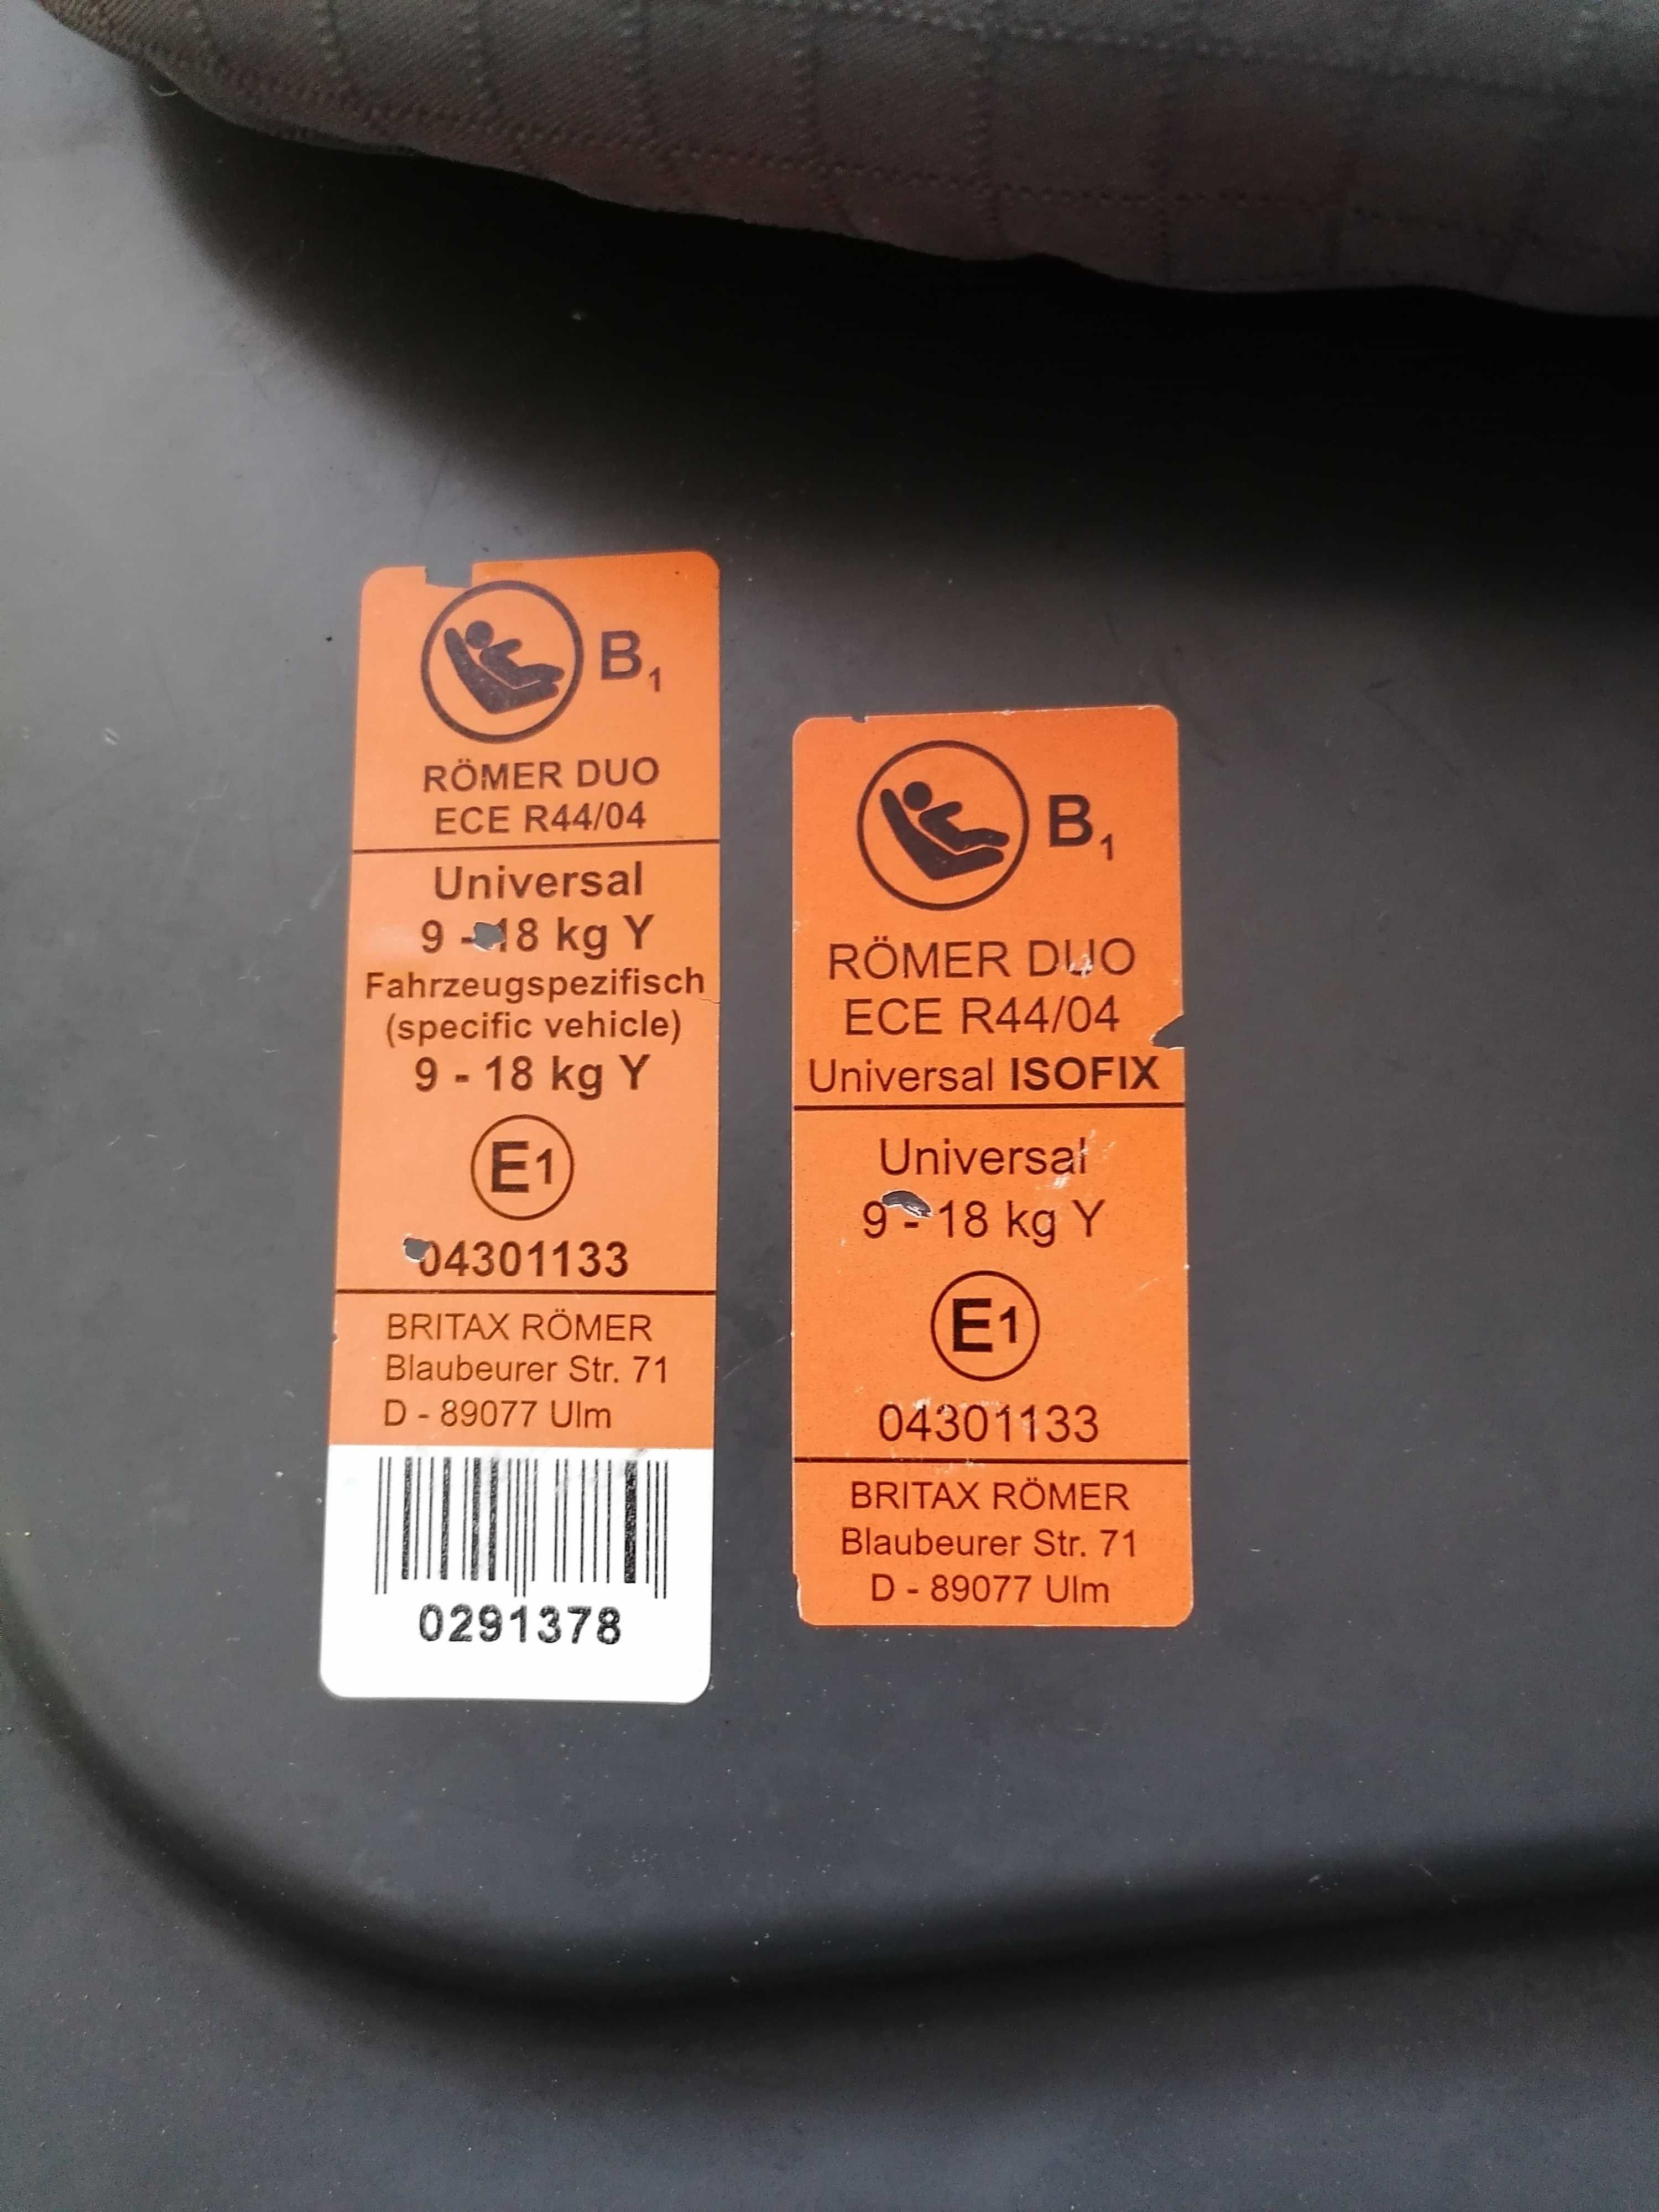 B1
RÖMER DUO
ECE R44/04
Universal
9 - 18 kg Y
Fahrzeugspezifisch
(specific vehicle)
9 - 18 kg Y
E1
04301133
BRITAX RÖMER
Blaubeurer Str. 71
D - 89077 Ulm
0291378
B1
RÖMER DUO
ECE R44/04
Universal ISOFIX
Universal
9 - 18 kg Y
E1
04301133
BRITAX RÖMER
Blaubeurer Str. 71
D - 89077 Ulm